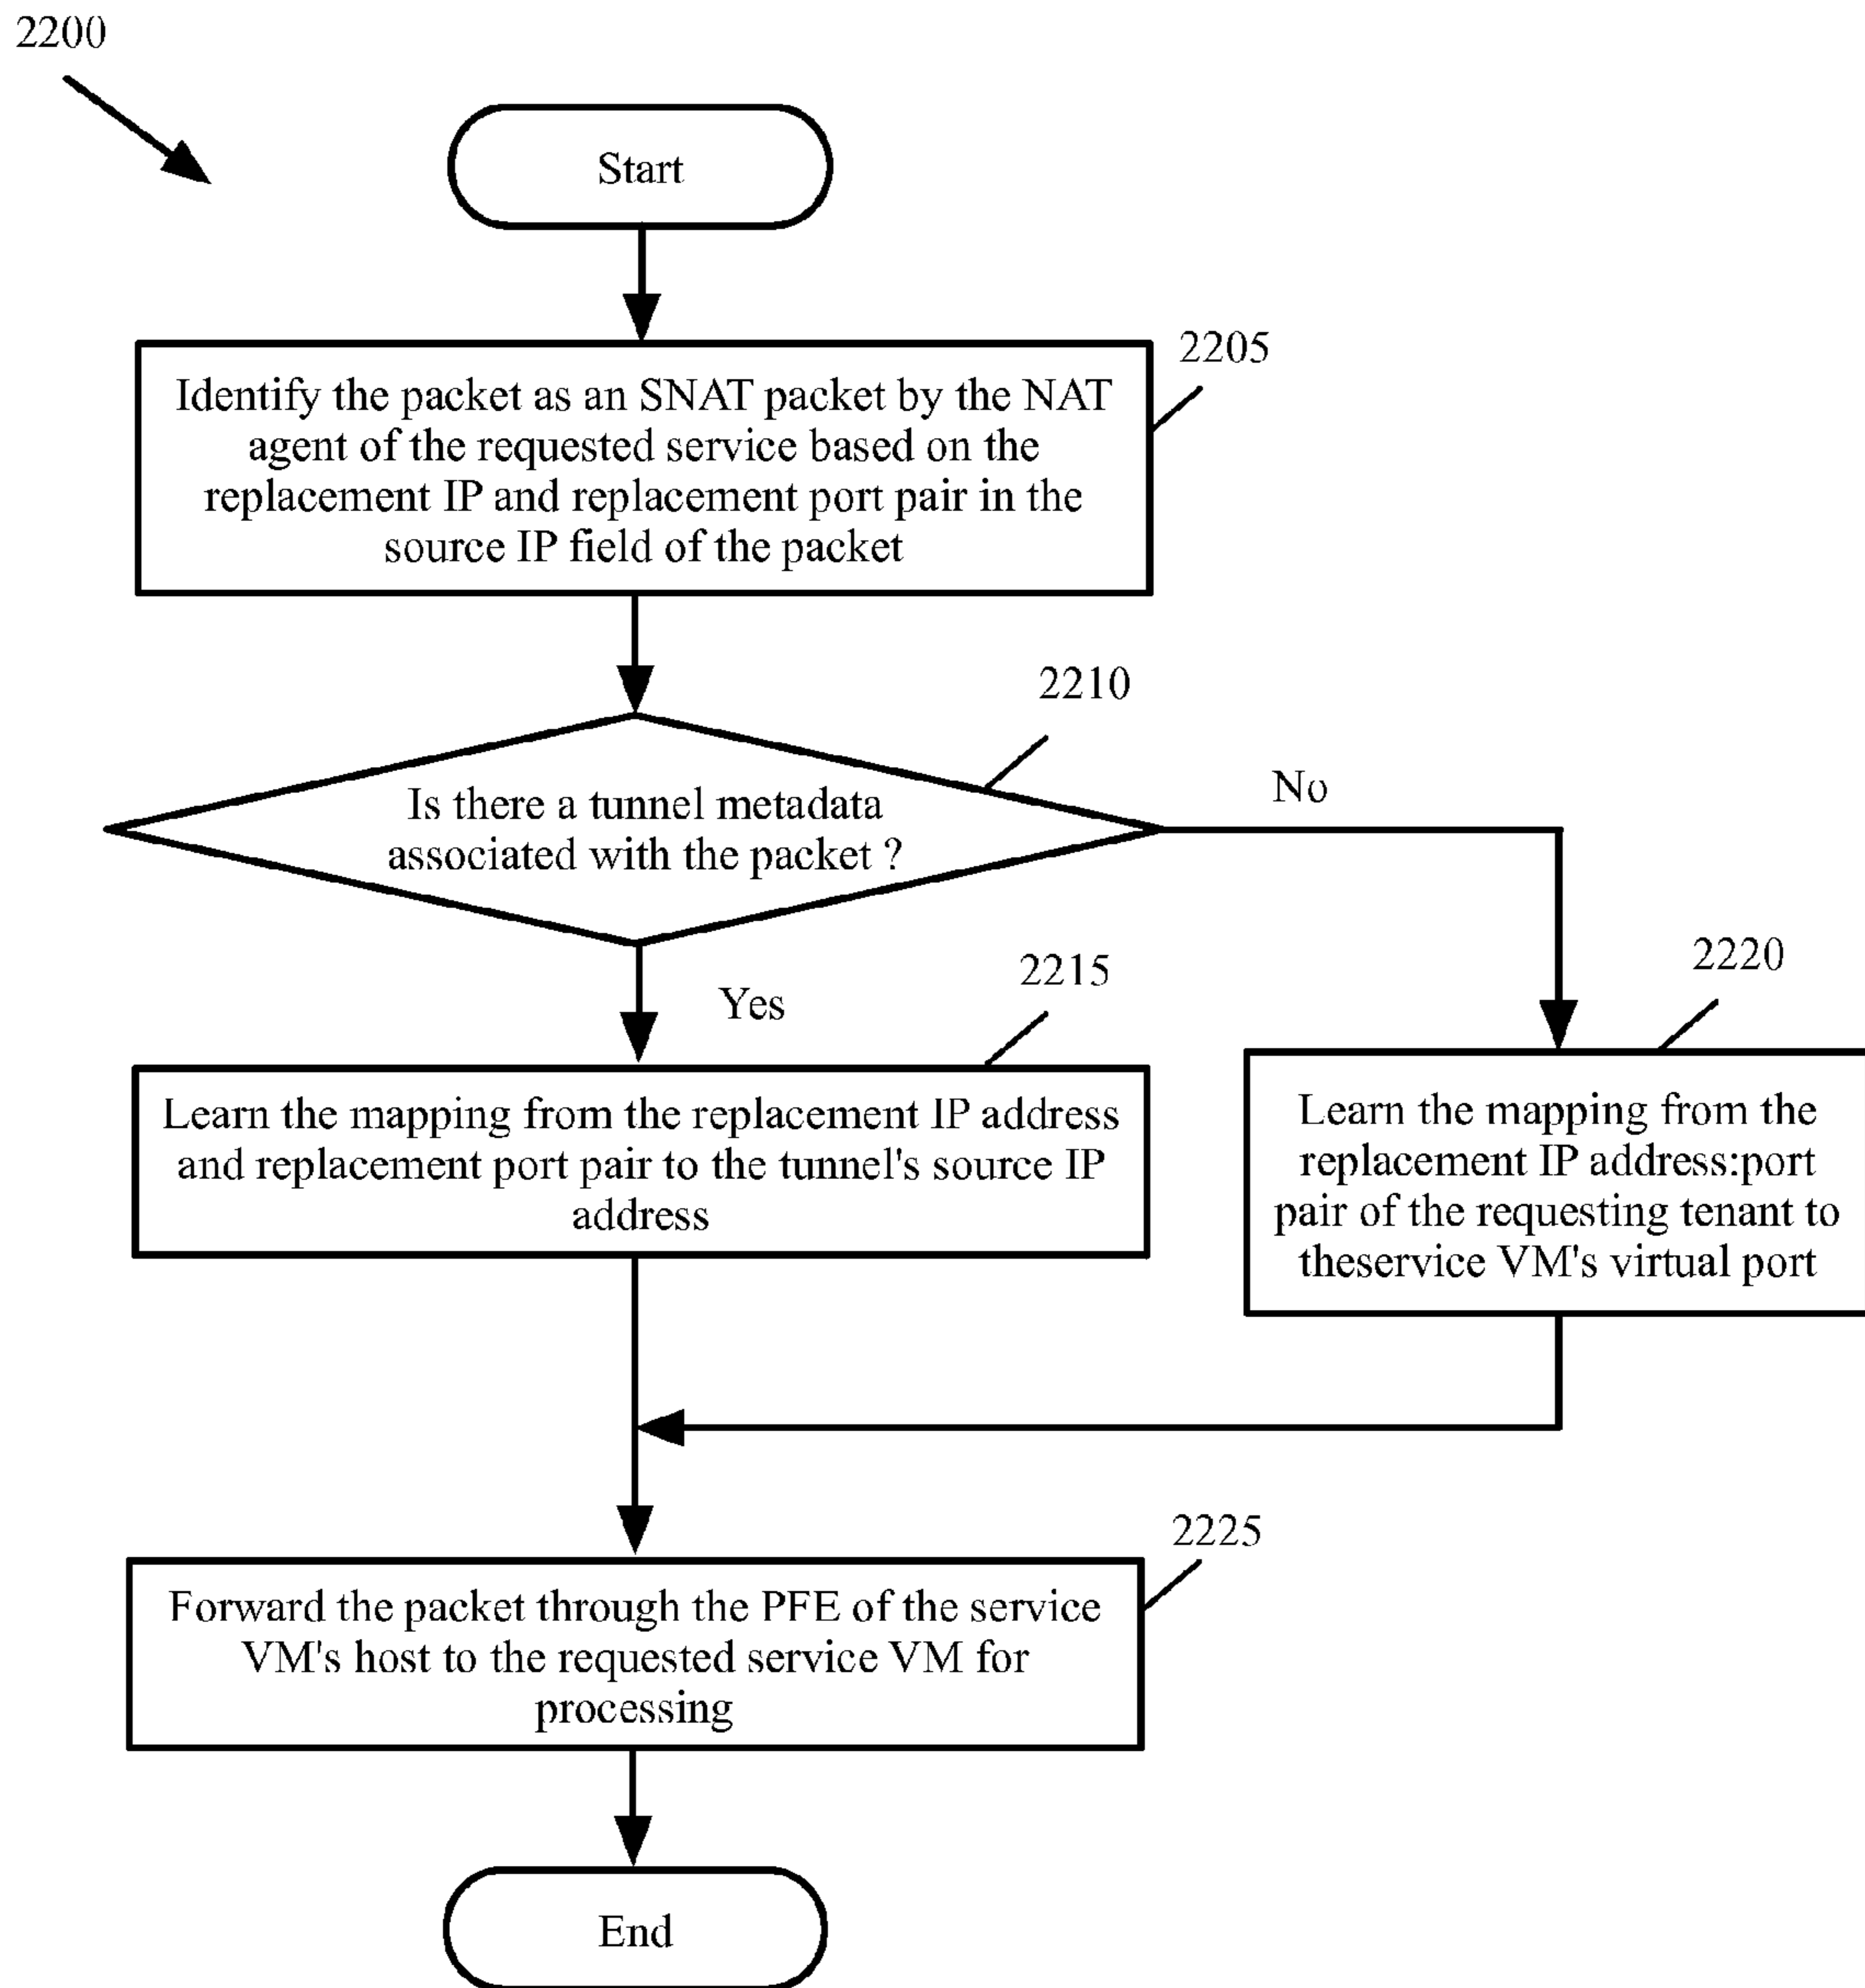 2200
Start
2205
Identify the packet as an SNAT packet by the NAT
agent of the requested service based on the
replacement IP and replacement port pair in the
source IP field of the packet
2210
Is there a tunnel metadata
associated with the packet ?
No
Yes
2215
Learn the mapping from the replacement IP address
and replacement port pair to the tunnel's source IP
address
2220
Learn the mapping from the
replacement IP address:port
pair of the requesting tenant to
theservice VM's virtual port
2225
Forward the packet through the PFE of the service
VM's host to the requested service VM for
processing
End